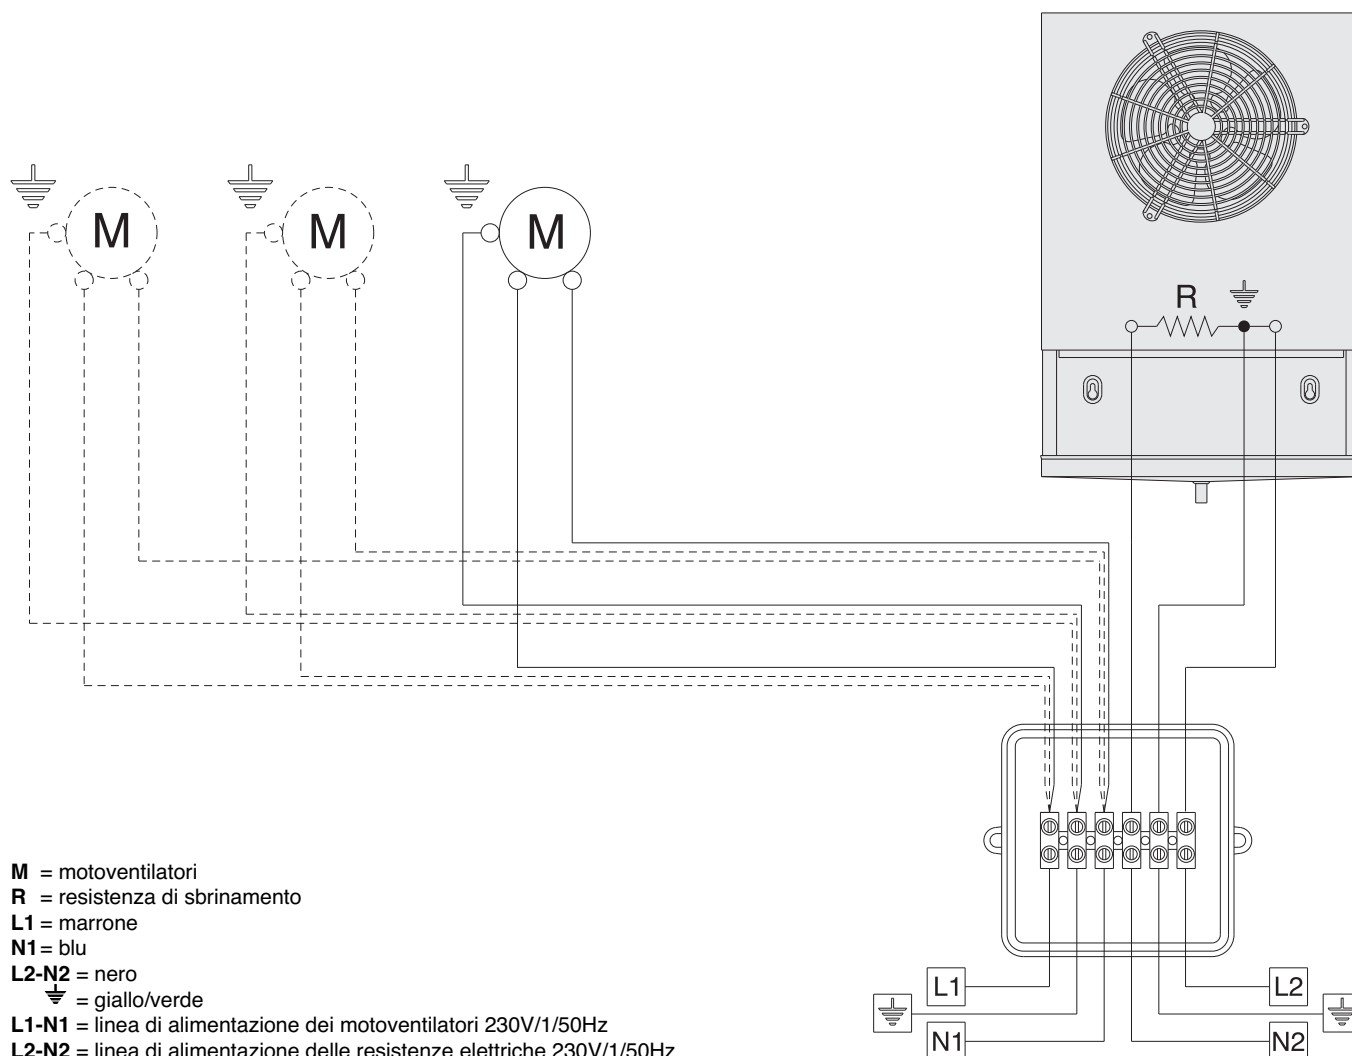 M M M
R
M = motoventilatori
R = resistenza di sbrinamento
L1 = marrone
N1 = blu
L2-N2 = nero
= giallo/verde
L1-N1 = linea di alimentazione dei motoventilatori 230V/1/50Hz
L2-N2 = linea di alimentazione delle resistenze elettriche 230V/1/50Hz
L1 L2
N1 N2